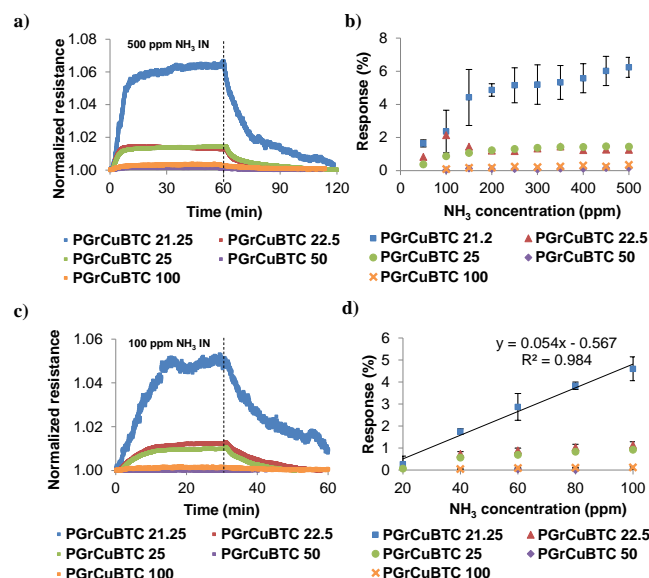 a)
Normalized resistance
1.06
1.04
1.02
1.00
500 ppm NH3 IN
0 30 60 90 120
Time (min)
PGrCuBTC 21.25 PGrCuBTC 22.5
PGrCuBTC 25 PGrCuBTC 50
PGrCuBTC 100
b)
Response (%)
8
6
4
2
0
0 100 200 300 400 500
NH3 concentration (ppm)
PGrCuBTC 21.2 PGrCuBTC 22.5
PGrCuBTC 25 PGrCuBTC 50
PGrCuBTC 100
c)
Normalized resistance
1.06
1.04
1.02
1.00
100 ppm NH3 IN
0 20 40 60
Time (min)
PGrCuBTC 21.25 PGrCuBTC 22.5
PGrCuBTC 25 PGrCuBTC 50
PGrCuBTC 100
d)
Response (%)
6
5
4
3
2
1
0
y = 0.054x - 0.567
R² = 0.984
20 40 60 80 100
NH3 concentration (ppm)
PGrCuBTC 21.25 PGrCuBTC 22.5
PGrCuBTC 25 PGrCuBTC 50
PGrCuBTC 100